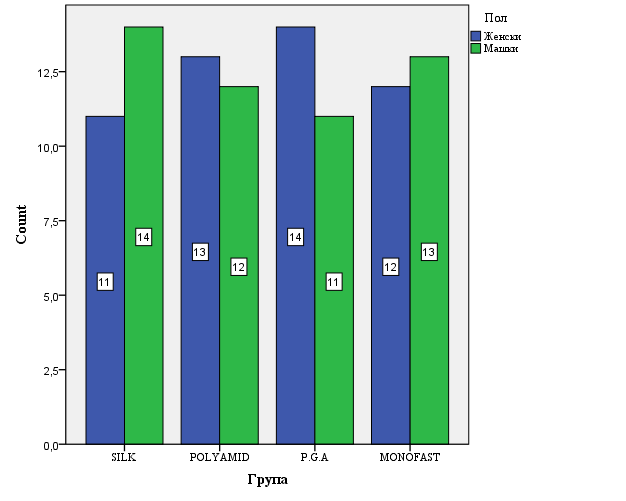 Пол
Женски
Машки
12,5
10,0
7,5
5,0
2,5
0,0
Count
11
14
13
12
14
11
12
13
SILK
POLYAMID
P.G.A
MONOFAST
Група